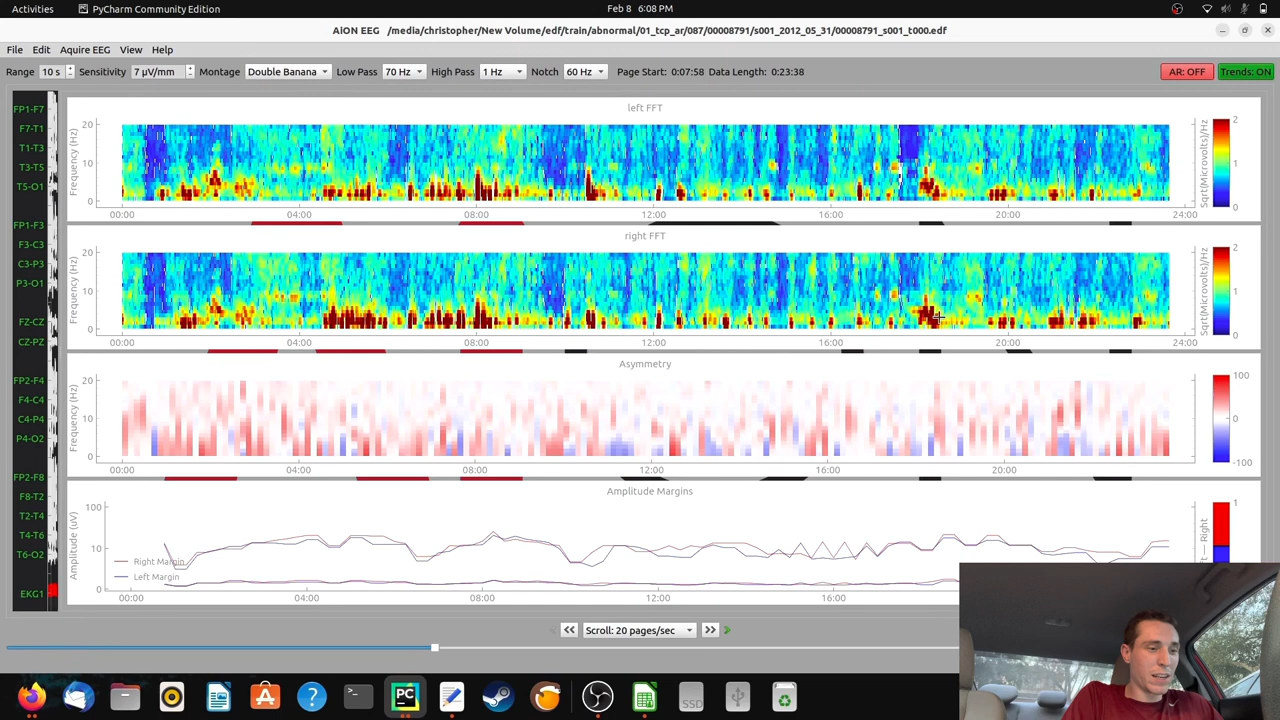 Activities
PyCharm Community Edition
Feb 8 6:08 PM
AiON EEG /media/christopher/New Volume/edf/train/abnormal/01_tcp_ar/087/00008791/s001_2012_05_31/00008791_s001_t000.edf
File Edit Aquire EEG View Help
Range 10 s Sensitivity 7 µV/mm Montage Double Banana Low Pass 70 Hz High Pass 1 Hz Notch 60 Hz Page Start: 0:07:58 Data Length: 0:23:38 AR: OFF Trends: ON
FP1-F7
F7-T1
T1-T3
T3-T5
T5-O1
FP1-F3
F3-C3
C3-P3
P3-O1
FZ-CZ
CZ-PZ
FP2-F4
F4-C4
C4-P4
P4-O2
FP2-F8
F8-T2
T2-T4
T4-T6
T6-O2
EKG1
left FFT
Frequency (Hz)
20
10
0
00:00 04:00 08:00 12:00 16:00 20:00 24:00
Sqrt(Microvolts)/Hz
2
1
0
right FFT
Frequency (Hz)
20
10
0
00:00 04:00 08:00 12:00 16:00 20:00 24:00
Sqrt(Microvolts)/Hz
2
1
0
Asymmetry
Frequency (Hz)
20
10
0
00:00 04:00 08:00 12:00 16:00 20:00
100
0
-100
Amplitude Margins
Amplitude (uV)
100
10
0
Right Margin
Left Margin
00:00 04:00 08:00 12:00 16:00
Left — Right
1
Scroll: 20 pages/sec
SSD